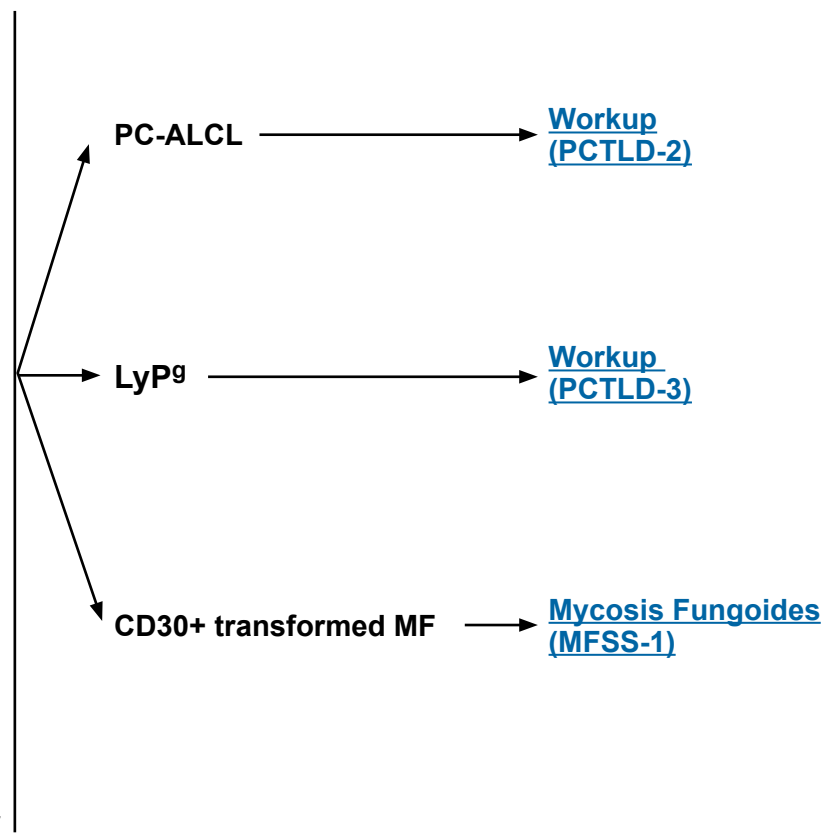 PC-ALCL
Workup
(PCTLD-2)
LyPg
Workup
(PCTLD-3)
CD30+ transformed MF
Mycosis Fungoides
(MFSS-1)